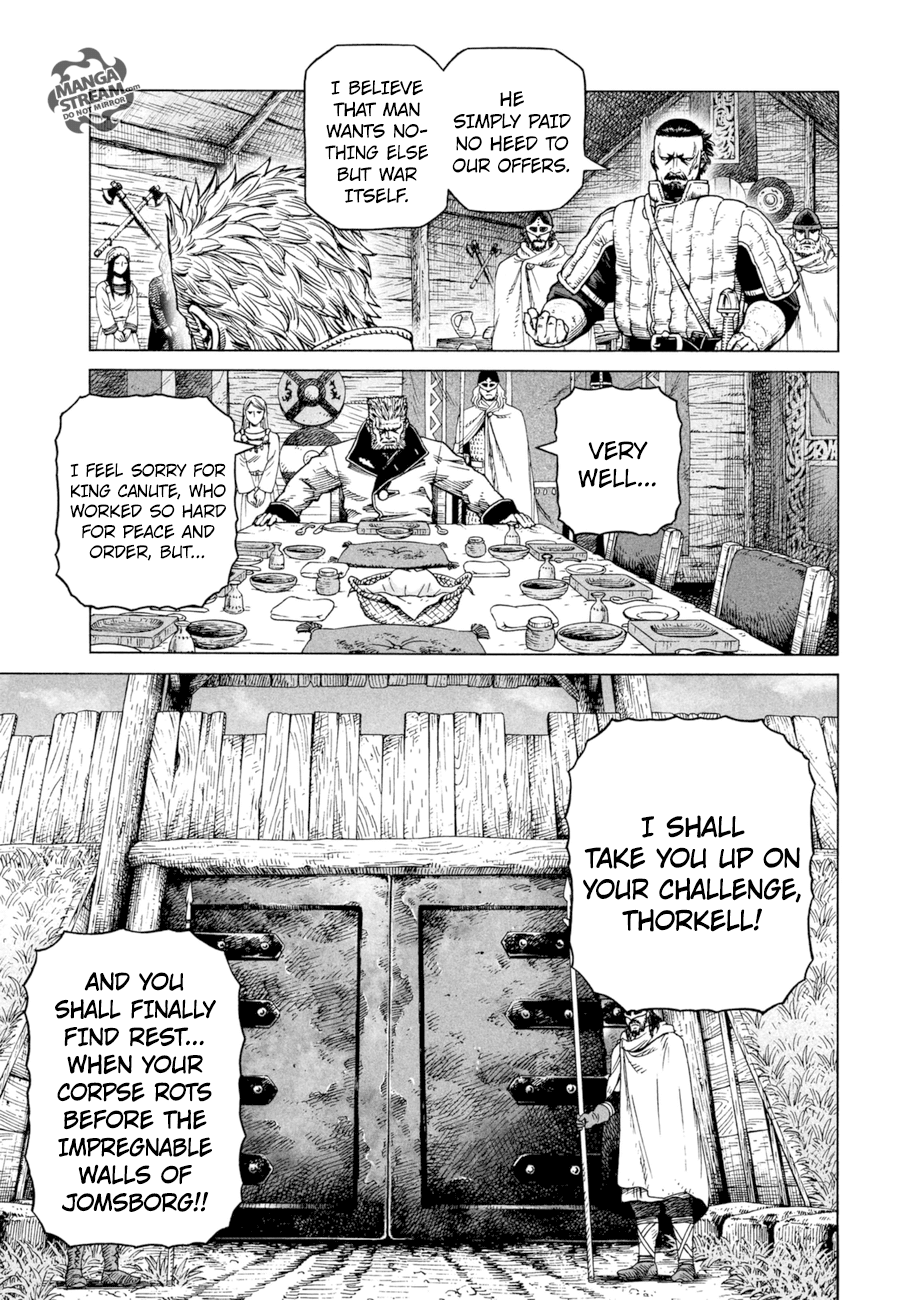 HE
SIMPLY PAID
NO HEED TO
OUR OFFERS.
I BELIEVE
THAT MAN
WANTS NO-
THING ELSE
BUT WAR
ITSELF.
MANGA
STREAM.com
DO NOT MIRROR
VERY
WELL...
I FEEL SORRY FOR
KING CANUTE, WHO
WORKED SO HARD
FOR PEACE AND
ORDER, BUT...
I SHALL
TAKE YOU UP ON
YOUR CHALLENGE,
THORKELL!
AND YOU
SHALL FINALLY
FIND REST...
WHEN YOUR
CORPSE ROTS
BEFORE THE
IMPREGNABLE
WALLS OF
JOMSBORG!!